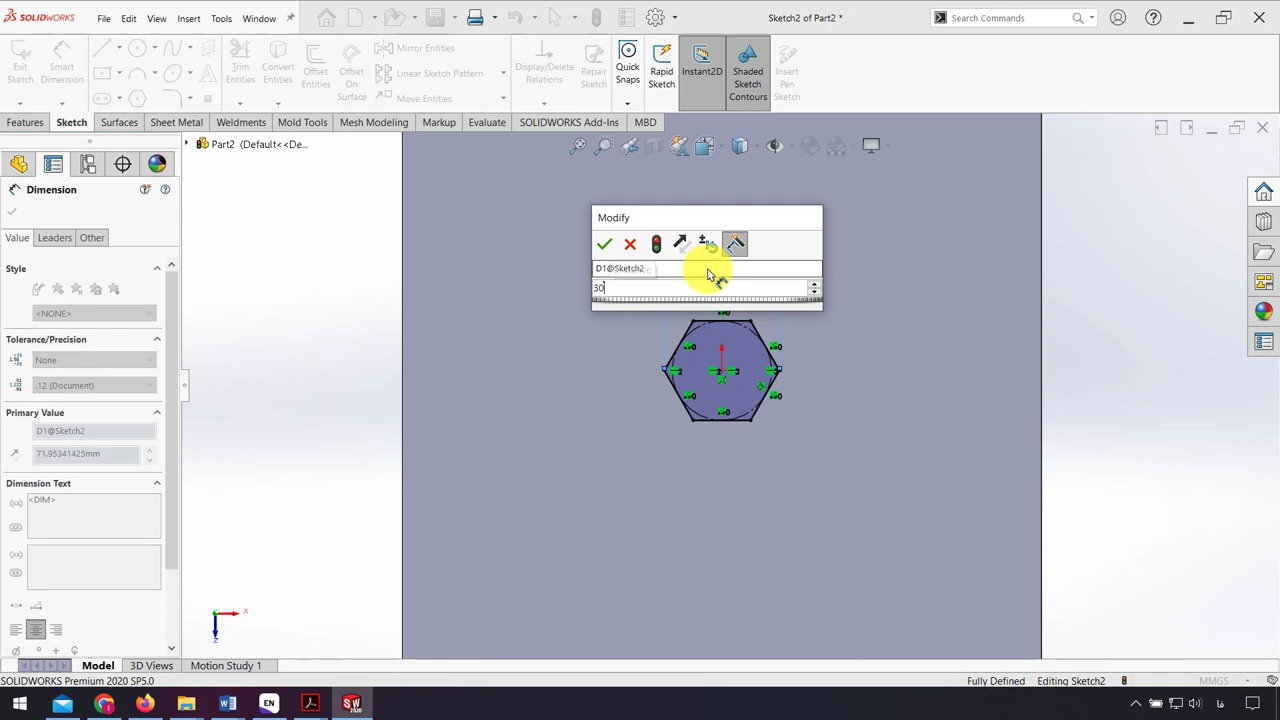 SOLIDWORKS
File Edit View Insert Tools Window
Sketch2 of Part2 *
Search Commands
Exit Sketch
Smart Dimension
Trim Entities
Convert Entities
Offset Entities
Offset On Surface
Mirror Entities
Linear Sketch Pattern
Move Entities
Display/Delete Relations
Repair Sketch
Quick Snaps
Rapid Sketch
Instant2D
Shaded Sketch Contours
Insert Pen Sketch
Features Sketch Surfaces Sheet Metal Weldments Mold Tools Mesh Modeling Markup Evaluate SOLIDWORKS Add-Ins MBD
Part2 (Default<<De...
Dimension
Value Leaders Other
Style
<NONE>
Tolerance/Precision
None
.12 (Document)
Primary Value
D1@Sketch2
71.95341425mm
Dimension Text
<DIM>
Modify
D1@Sketch2
30
Model 3D Views Motion Study 1
SOLIDWORKS Premium 2020 SP5.0
Fully Defined Editing Sketch2 MMGS
EN
SW 2020
فا